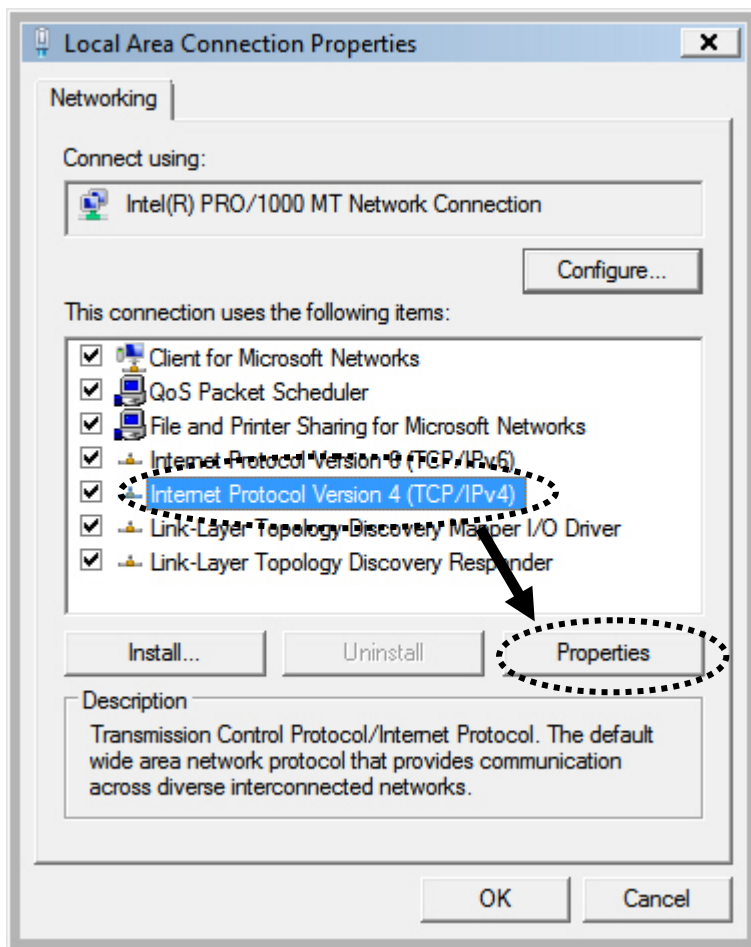 Local Area Connection Properties
Networking
Connect using:
Intel(R) PRO/1000 MT Network Connection
Configure...
This connection uses the following items:
Client for Microsoft Networks
QoS Packet Scheduler
File and Printer Sharing for Microsoft Networks
Internet Protocol Version 6 (TCP/IPv6)
Internet Protocol Version 4 (TCP/IPv4)
Link-Layer Topology Discovery Mapper I/O Driver
Link-Layer Topology Discovery Responder
Install... Uninstall Properties
Description
Transmission Control Protocol/Internet Protocol. The default
wide area network protocol that provides communication
across diverse interconnected networks.
OK Cancel